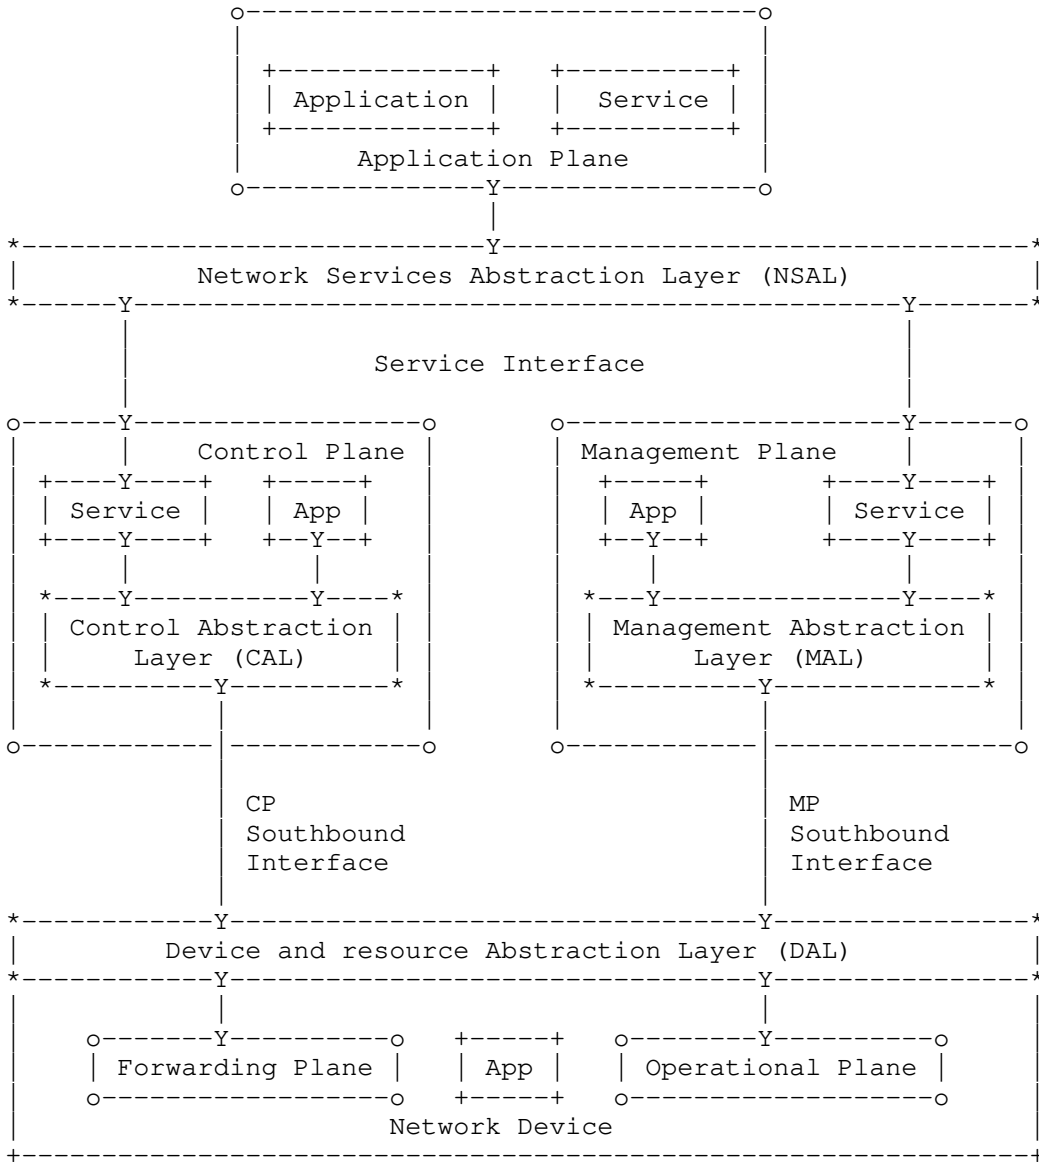 Application Service
Application Plane
Network Services Abstraction Layer (NSAL)
Service Interface
Control Plane Management Plane
Service App App Service
Control Abstraction Management Abstraction
Layer (CAL) Layer (MAL)
CP MP
Southbound Southbound
Interface Interface
Device and resource Abstraction Layer (DAL)
Forwarding Plane App Operational Plane
Network Device